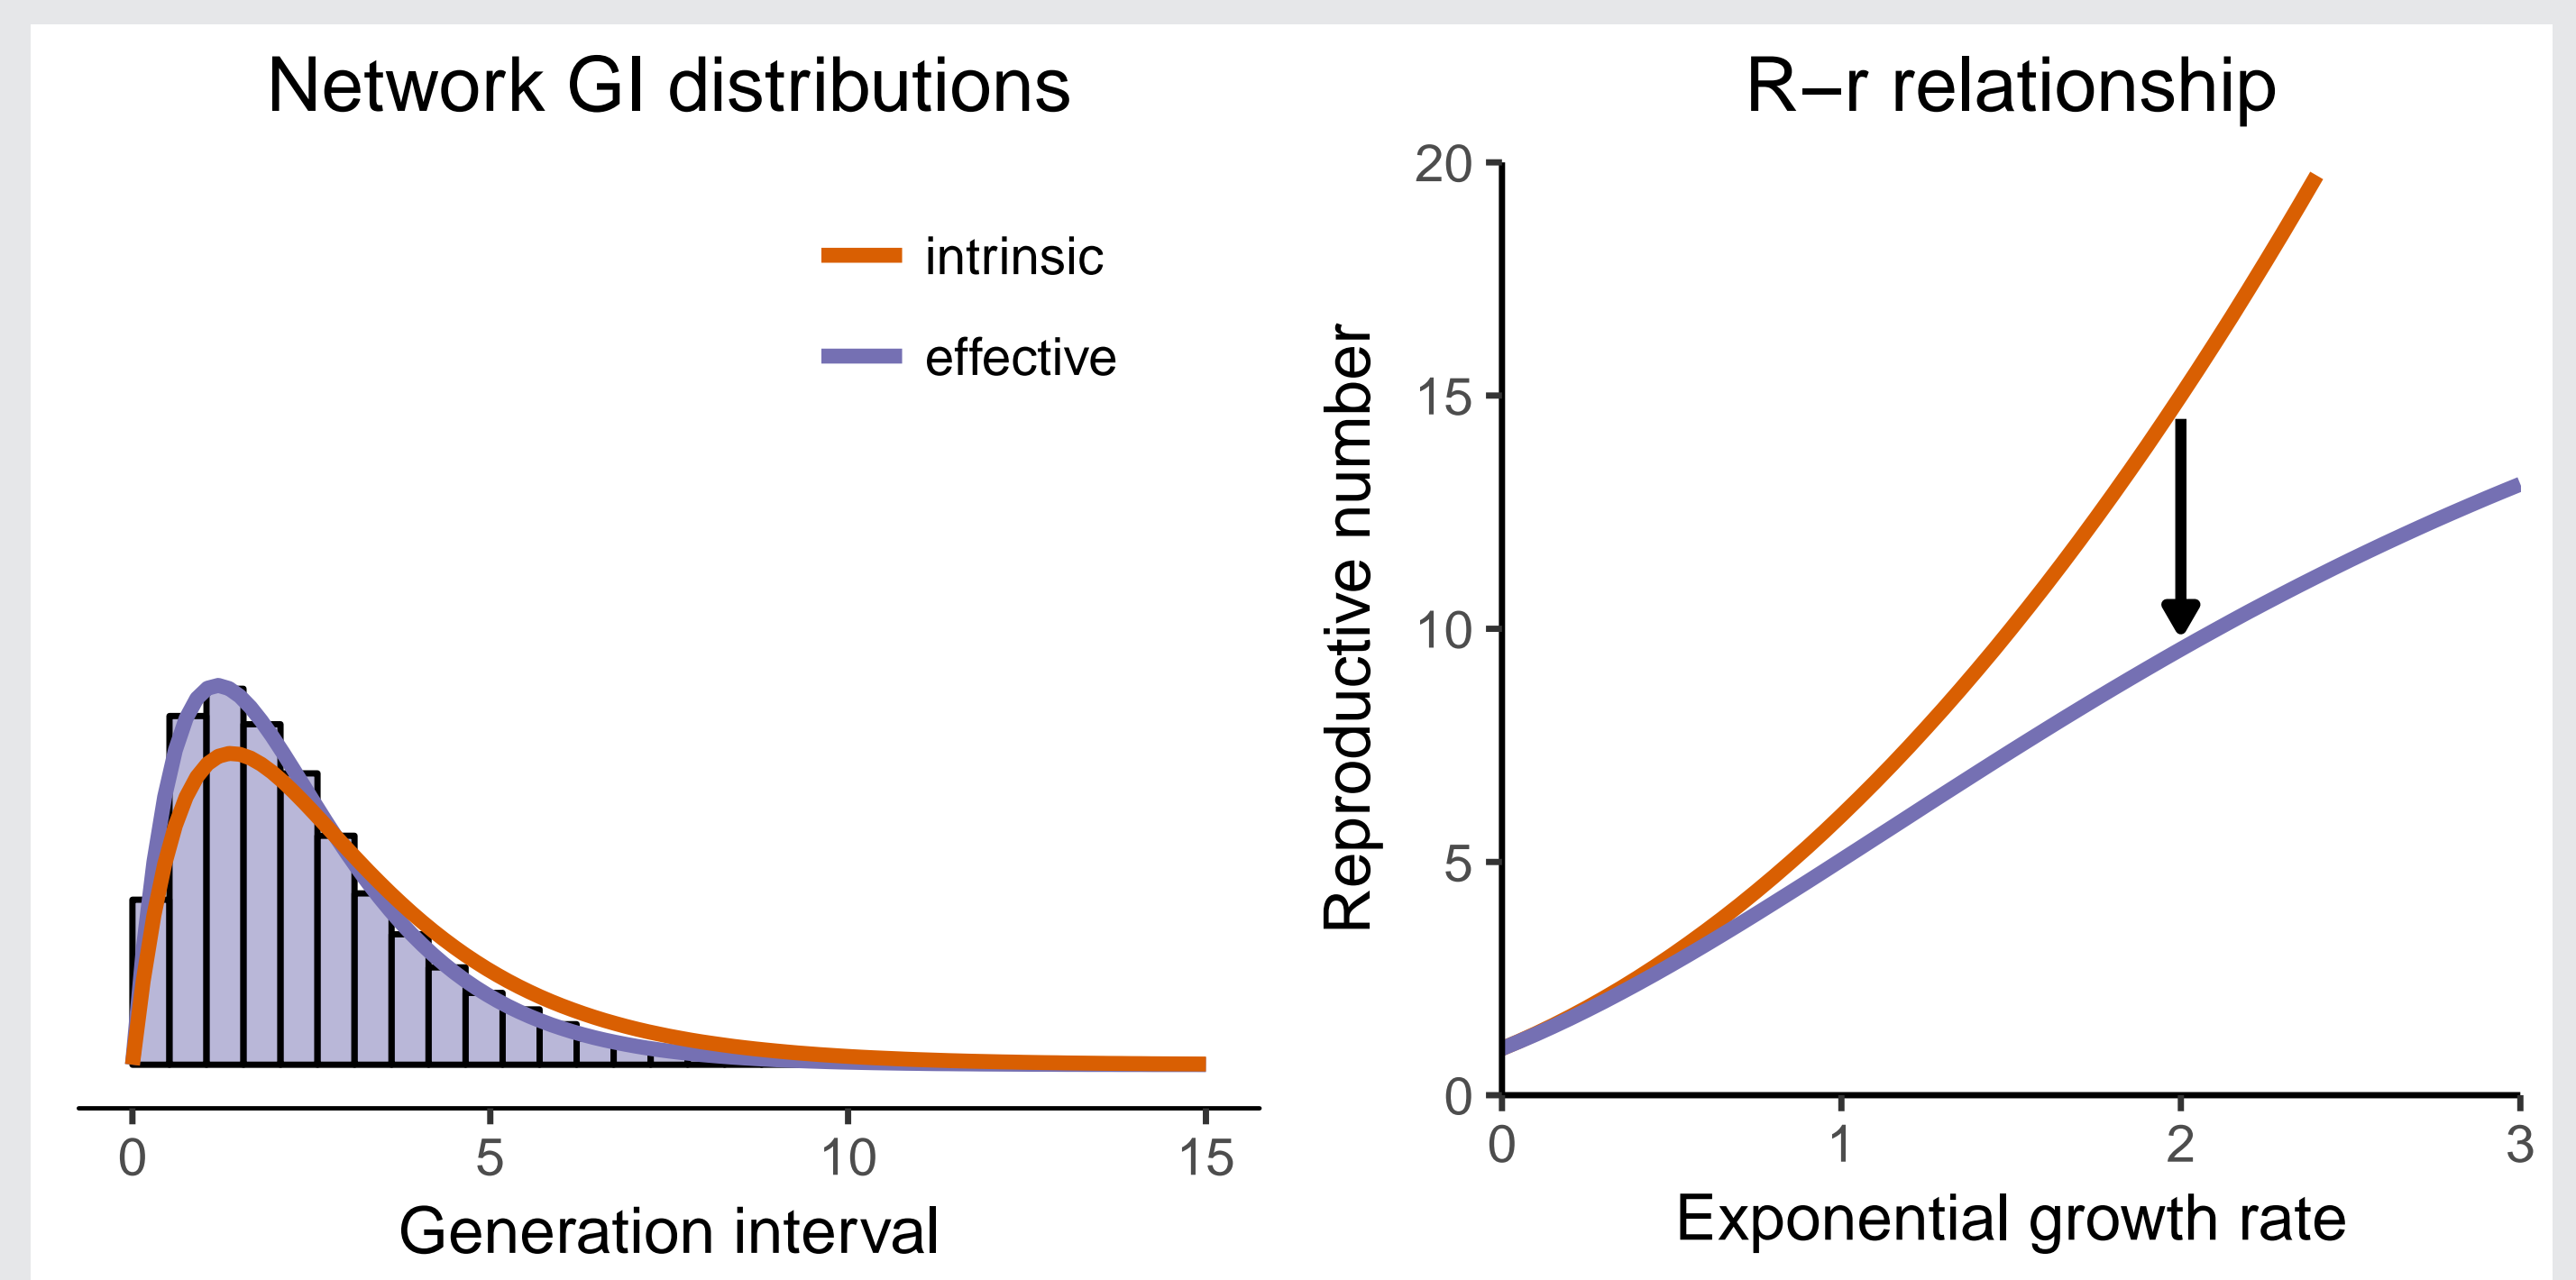 Network GI distributions
intrinsic
effective
0
5
10
15
Generation interval
R−r relationship
Reproductive number
20
15
10
5
0
0
1
2
3
Exponential growth rate